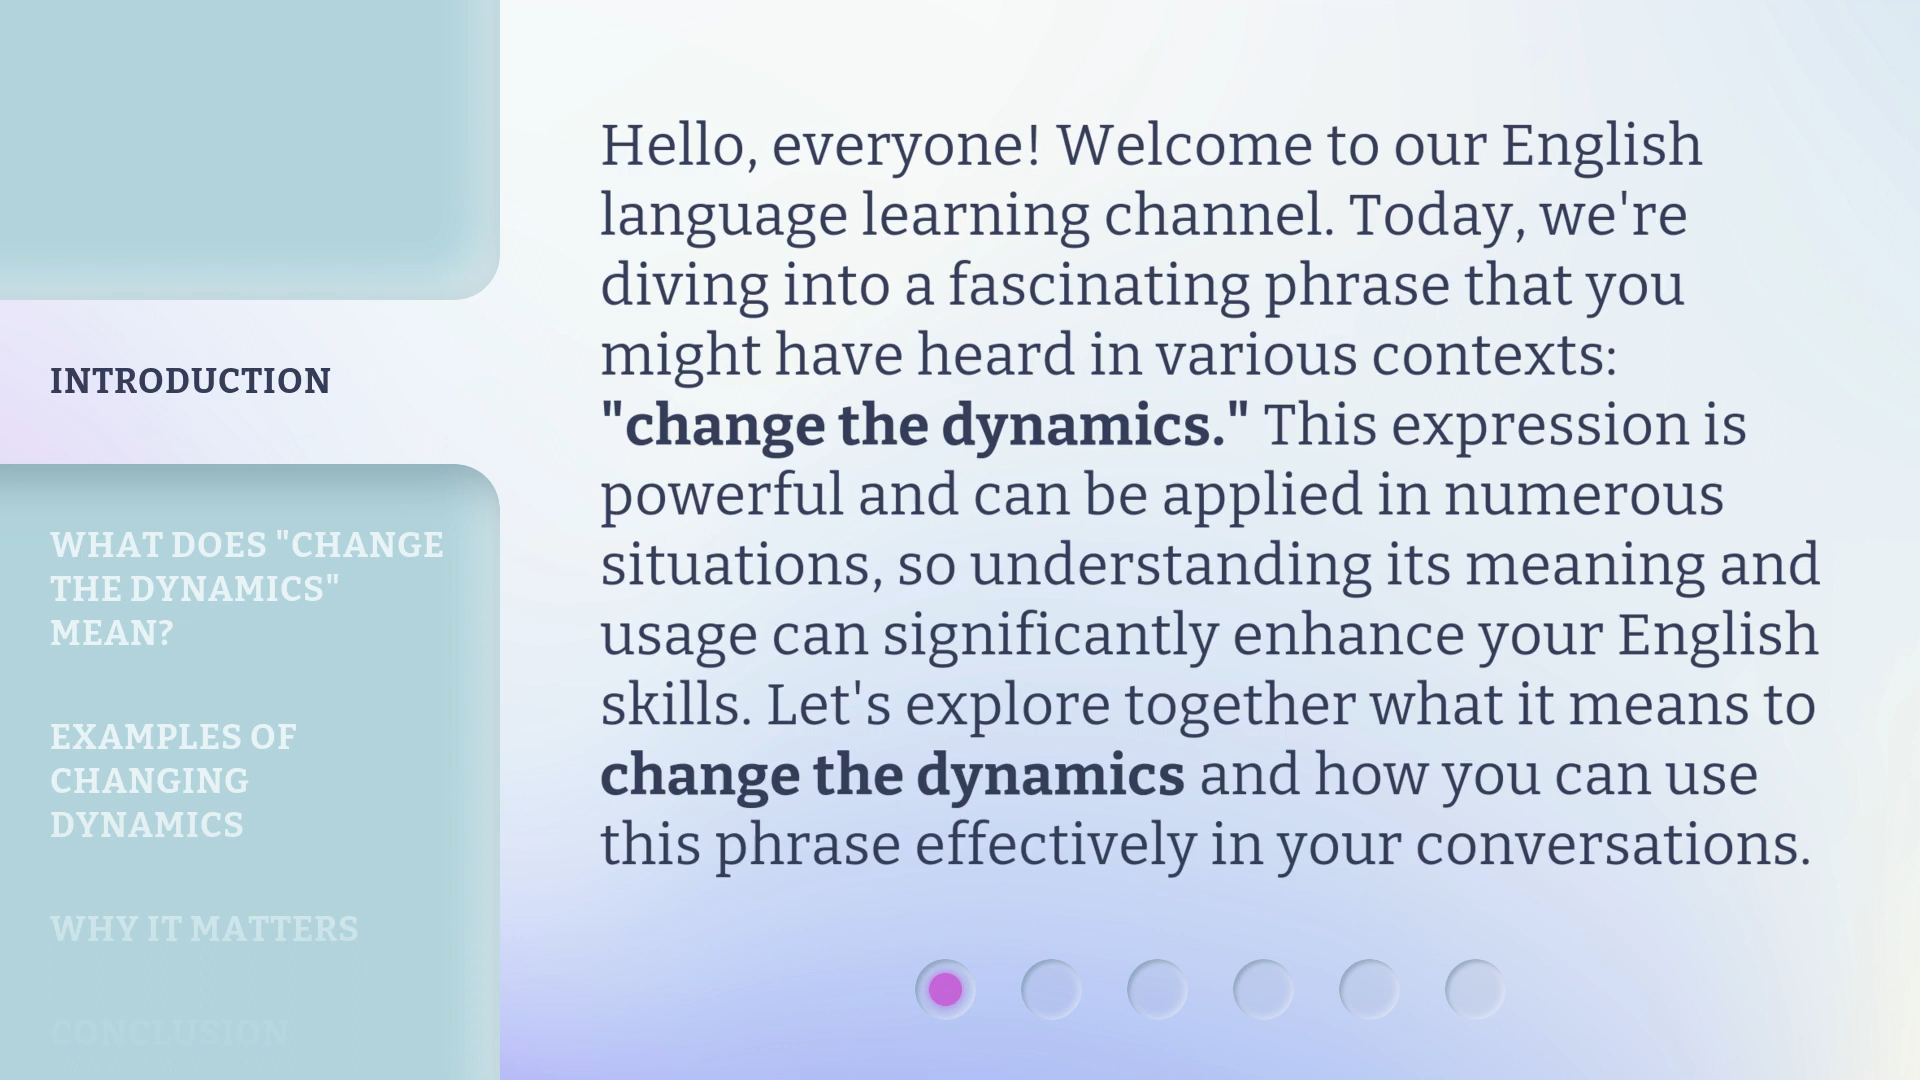 INTRODUCTION
WHAT DOES "CHANGE
THE DYNAMICS"
MEAN?
EXAMPLES OF
CHANGING
DYNAMICS
WHY IT MATTERS
CONCLUSION
Hello, everyone! Welcome to our English
language learning channel. Today, we're
diving into a fascinating phrase that you
might have heard in various contexts:
"change the dynamics." This expression is
powerful and can be applied in numerous
situations, so understanding its meaning and
usage can significantly enhance your English
skills. Let's explore together what it means to
change the dynamics and how you can use
this phrase effectively in your conversations.